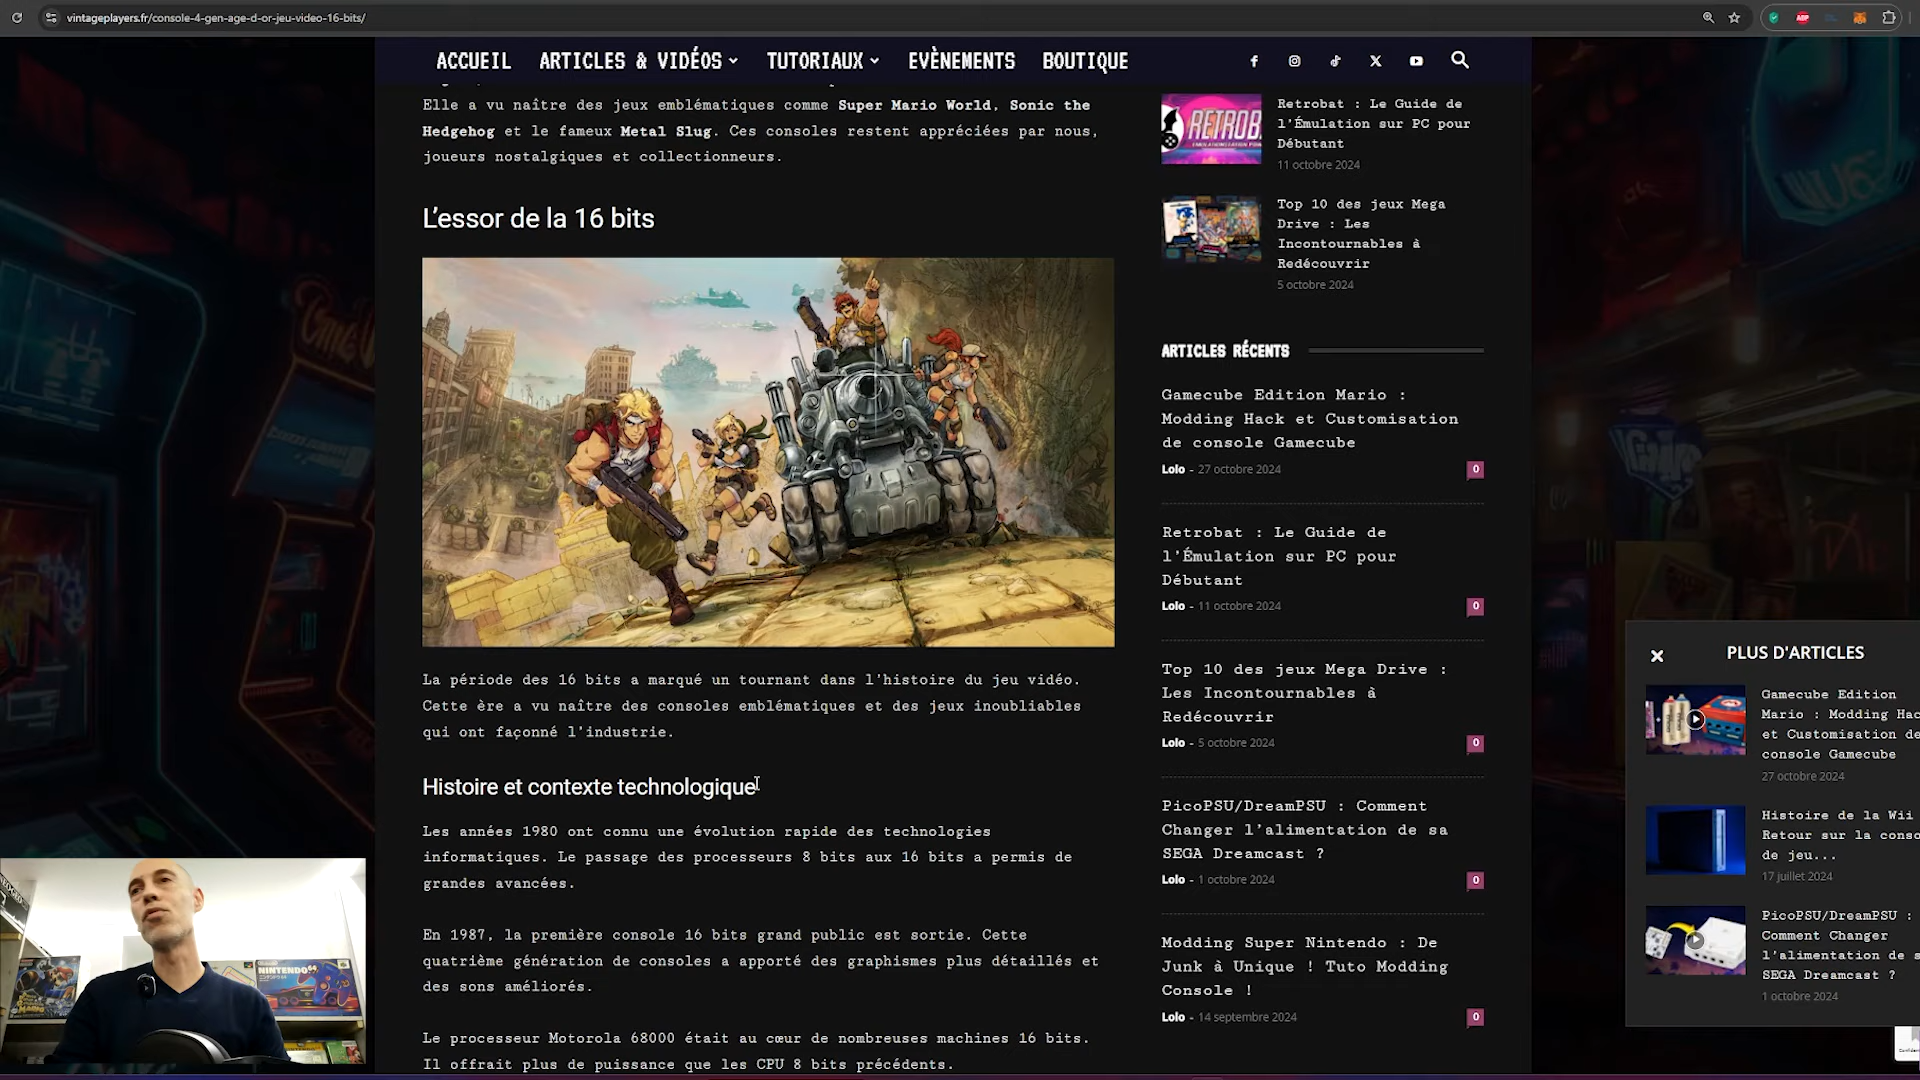 vintageplayers.fr/console-4-gen-age-d-or-jeu-video-16-bits/
ABP
ACCUEIL ARTICLES & VIDÉOS TUTORIAUX EVÈNEMENTS BOUTIQUE
Elle a vu naître des jeux emblématiques comme Super Mario World, Sonic the
Hedgehog et le fameux Metal Slug. Ces consoles restent appréciées par nous,
joueurs nostalgiques et collectionneurs.
L'essor de la 16 bits
La période des 16 bits a marqué un tournant dans l'histoire du jeu vidéo.
Cette ère a vu naître des consoles emblématiques et des jeux inoubliables
qui ont façonné l'industrie.
Histoire et contexte technologique
Les années 1980 ont connu une évolution rapide des technologies
informatiques. Le passage des processeurs 8 bits aux 16 bits a permis de
grandes avancées.
En 1987, la première console 16 bits grand public est sortie. Cette
quatrième génération de consoles a apporté des graphismes plus détaillés et
des sons améliorés.
Le processeur Motorola 68000 était au cœur de nombreuses machines 16 bits.
Il offrait plus de puissance que les CPU 8 bits précédents.
RETROB
Retrobat : Le Guide de
l'Émulation sur PC pour
Débutant
11 octobre 2024
Top 10 des jeux Mega
Drive : Les
Incontournables à
Redécouvrir
5 octobre 2024
ARTICLES RÉCENTS
Gamecube Edition Mario :
Modding Hack et Customisation
de console Gamecube
Lolo - 27 octobre 2024
0
Retrobat : Le Guide de
l'Émulation sur PC pour
Débutant
Lolo - 11 octobre 2024
0
Top 10 des jeux Mega Drive :
Les Incontournables à
Redécouvrir
Lolo - 5 octobre 2024
0
PicoPSU/DreamPSU : Comment
Changer l'alimentation de sa
SEGA Dreamcast ?
Lolo - 1 octobre 2024
0
Modding Super Nintendo : De
Junk à Unique ! Tuto Modding
Console !
Lolo - 14 septembre 2024
0
PLUS D'ARTICLES
Gamecube Edition
Mario : Modding Hac
et Customisation de
console Gamecube
27 octobre 2024
Histoire de la Wii
Retour sur la conso
de jeu...
17 juillet 2024
PicoPSU/DreamPSU :
Comment Changer
l'alimentation de s
SEGA Dreamcast ?
1 octobre 2024
NINTENDO 64